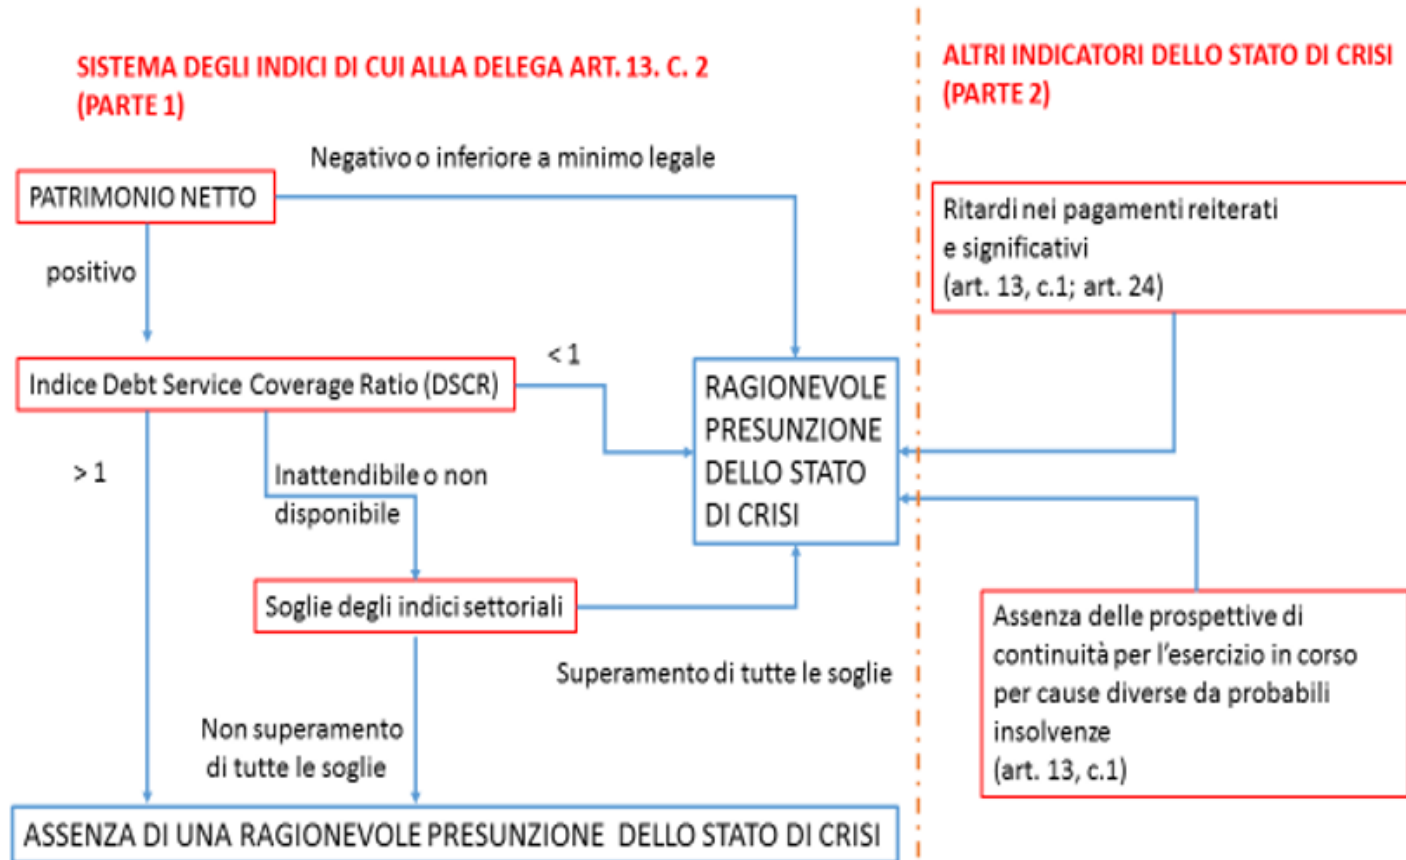 SISTEMA DEGLI INDICI DI CUI ALLA DELEGA ART. 13. C. 2
(PARTE 1)
Negativo o inferiore a minimo legale
PATRIMONIO NETTO
positivo
< 1
Indice Debt Service Coverage Ratio (DSCR)
> 1
Inattendibile o non
disponibile
RAGIONEVOLE
PRESUNZIONE
DELLO STATO
DI CRISI
Soglie degli indici settoriali
Superamento di tutte le soglie
Non superamento
di tutte le soglie
ASSENZA DI UNA RAGIONEVOLE PRESUNZIONE DELLO STATO DI CRISI
ALTRI INDICATORI DELLO STATO DI CRISI
(PARTE 2)
Ritardi nei pagamenti reiterati
e significativi
(art. 13, c.1; art. 24)
Assenza delle prospettive di
continuità per l'esercizio in corso
per cause diverse da probabili
insolvenze
(art. 13, c.1)